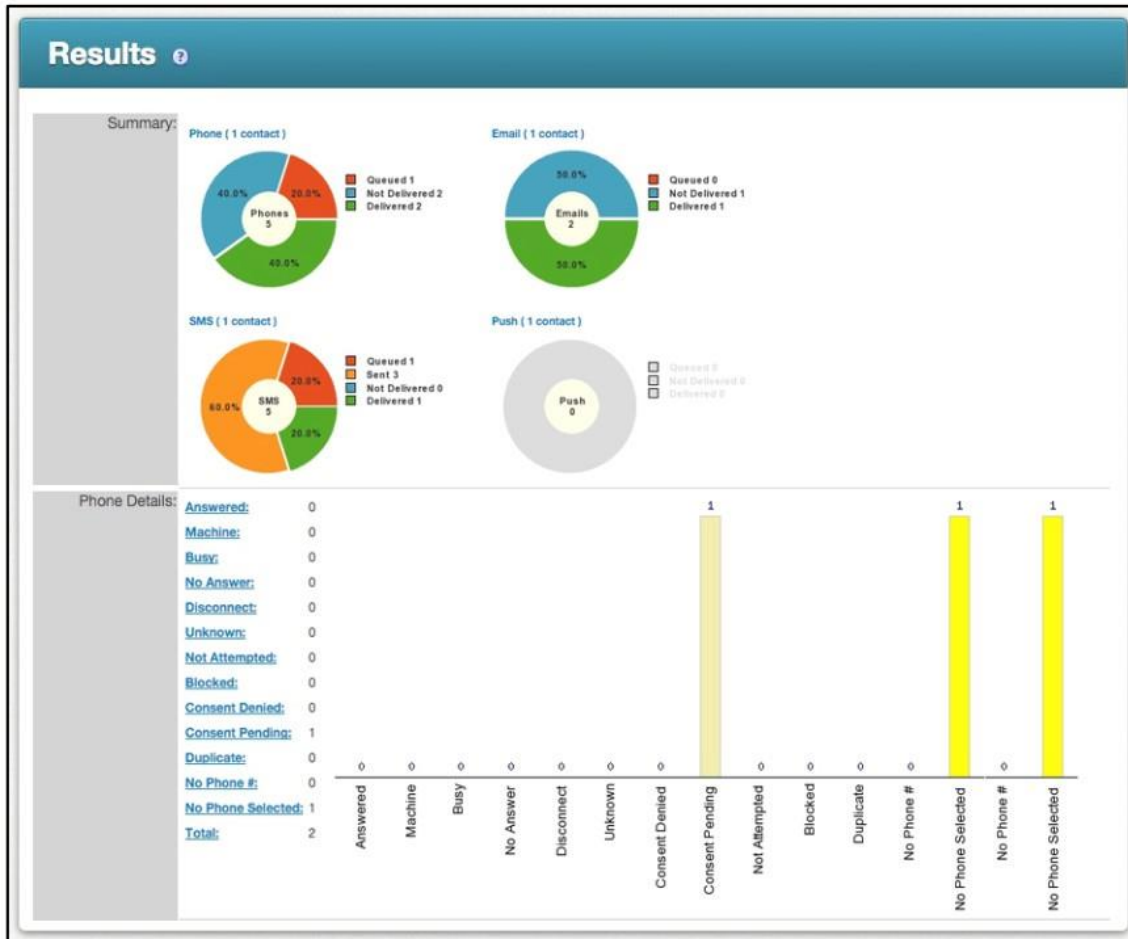 Results ?
Summary:
Phone ( 1 contact )
40.0%
20.0%
Phones
5
40.0%
Queued 1
Not Delivered 2
Delivered 2
Email ( 1 contact )
50.0%
Emails
2
50.0%
Queued 0
Not Delivered 1
Delivered 1
SMS ( 1 contact )
60.0%
20.0%
SMS
5
20.0%
Queued 1
Sent 3
Not Delivered 0
Delivered 1
Push ( 1 contact )
Push
0
Queued 0
Not Delivered 0
Delivered 0
Phone Details:
Answered: 0
Machine: 0
Busy: 0
No Answer: 0
Disconnect: 0
Unknown: 0
Not Attempted: 0
Blocked: 0
Consent Denied: 0
Consent Pending: 1
Duplicate: 0
No Phone #: 0
No Phone Selected: 1
Total: 2
0 0 0 0 0 0 0 1 0 0 0 0 1 0 1
Answered
Machine
Busy
No Answer
Disconnect
Unknown
Consent Denied
Consent Pending
Not Attempted
Blocked
Duplicate
No Phone #
No Phone Selected
No Phone #
No Phone Selected